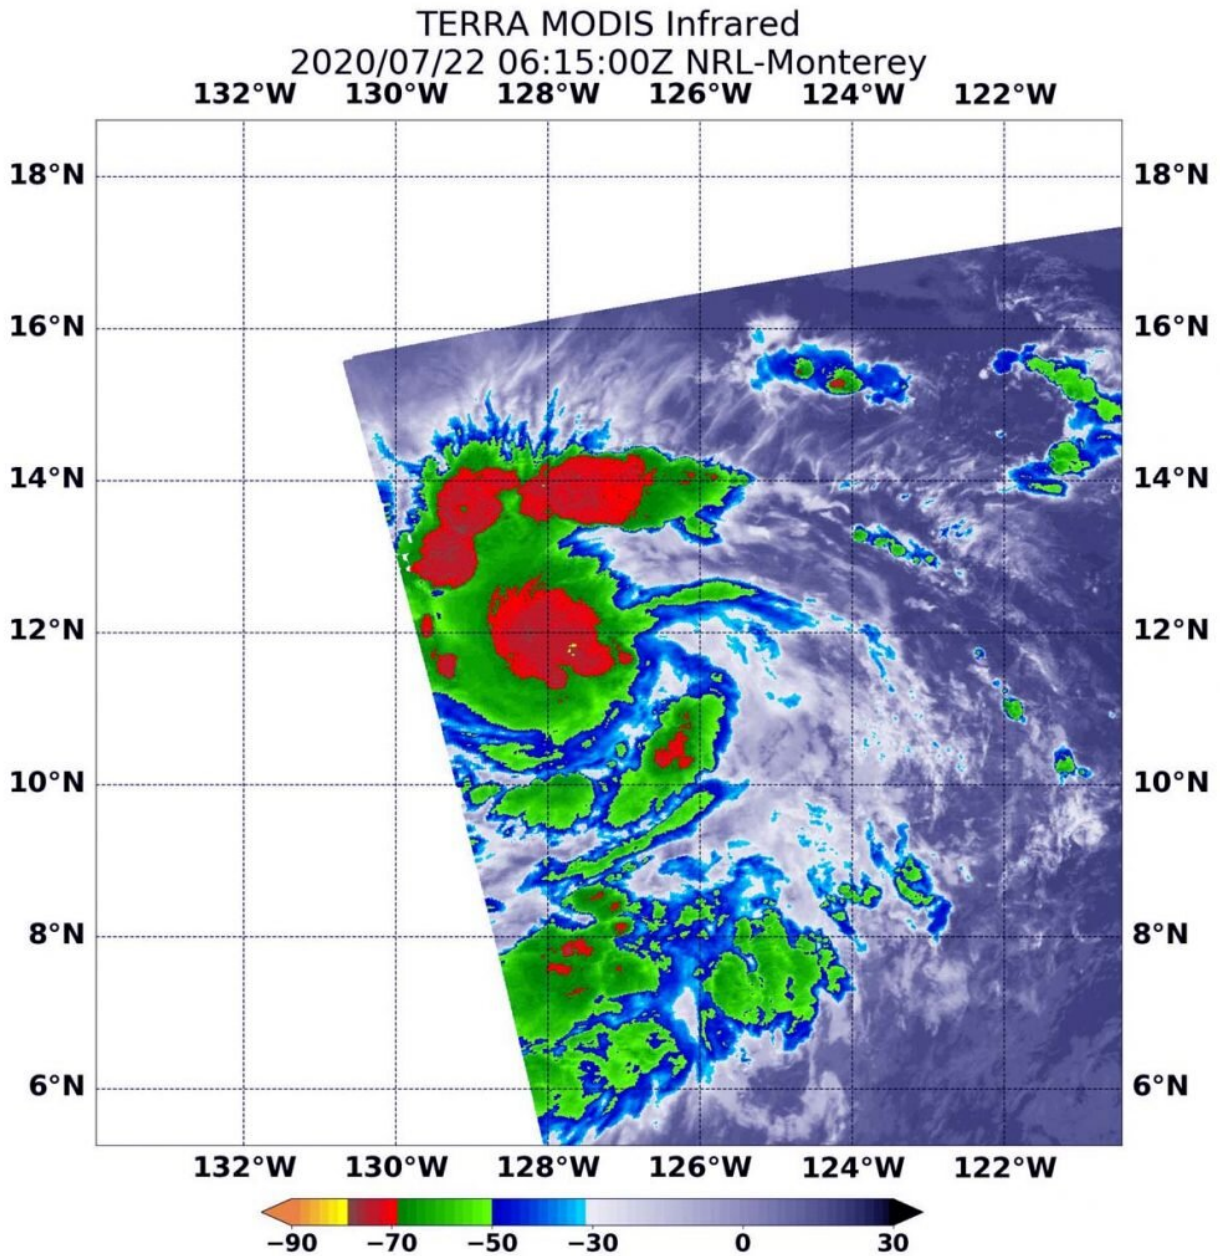 TERRA MODIS Infrared
2020/07/22 06:15:00Z NRL-Monterey
132°W 130°W 128°W 126°W 124°W 122°W
18°N 18°N
16°N 16°N
14°N 14°N
12°N 12°N
10°N 10°N
8°N 8°N
6°N 6°N
132°W 130°W 128°W 126°W 124°W 122°W
−90 −70 −50 −30 0 30